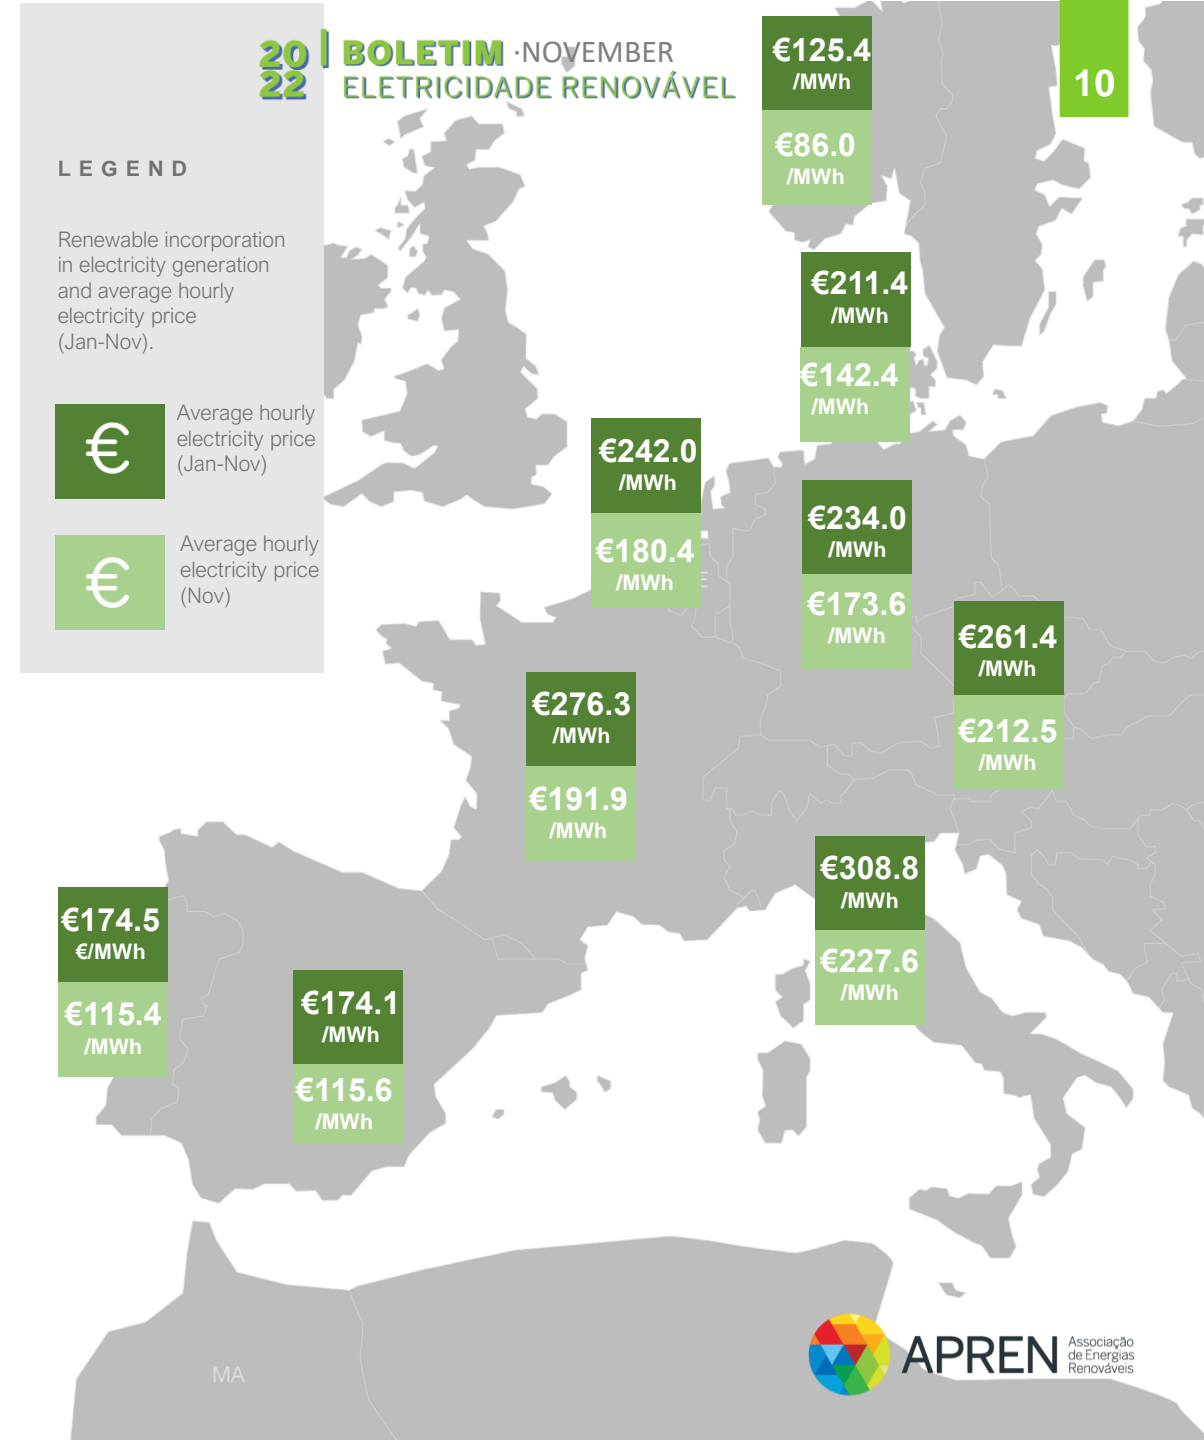 2022 BOLETIM ·NOVEMBER
ELETRICIDADE RENOVÁVEL
10
LEGEND
Renewable incorporation
in electricity generation
and average hourly
electricity price
(Jan-Nov).
€
Average hourly
electricity price
(Jan-Nov)
€
Average hourly
electricity price
(Nov)
€125.4
/MWh
€86.0
/MWh
€211.4
/MWh
€142.4
/MWh
€242.0
/MWh
€180.4
/MWh
€234.0
/MWh
€173.6
/MWh
€261.4
/MWh
€212.5
/MWh
€276.3
/MWh
€191.9
/MWh
€308.8
/MWh
€227.6
/MWh
€174.5
€/MWh
€115.4
/MWh
€174.1
/MWh
€115.6
/MWh
MA
APREN
Associação
de Energias
Renováveis